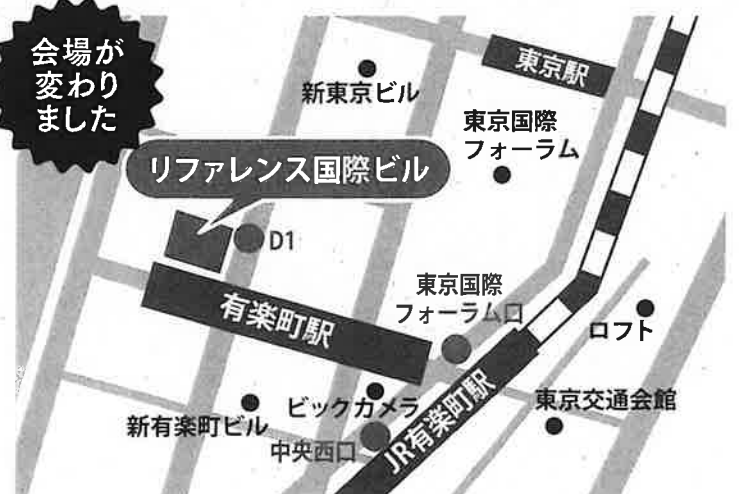 会場が
変わり
ました
東京駅
新東京ビル
東京国際
フォーラム
リファレンス国際ビル
D1
有楽町駅
東京国際
フォーラム口
ロフト
ビックカメラ
新有楽町ビル
中央西口
JR有楽町駅
東京交通会館